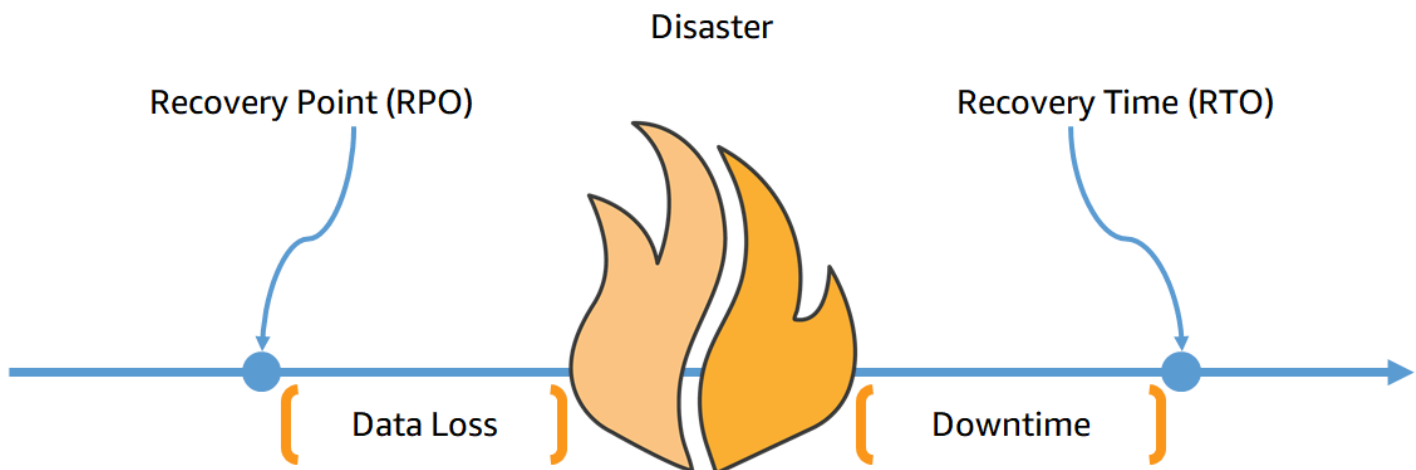 Disaster
Recovery Point (RPO)
Recovery Time (RTO)
Data Loss
Downtime